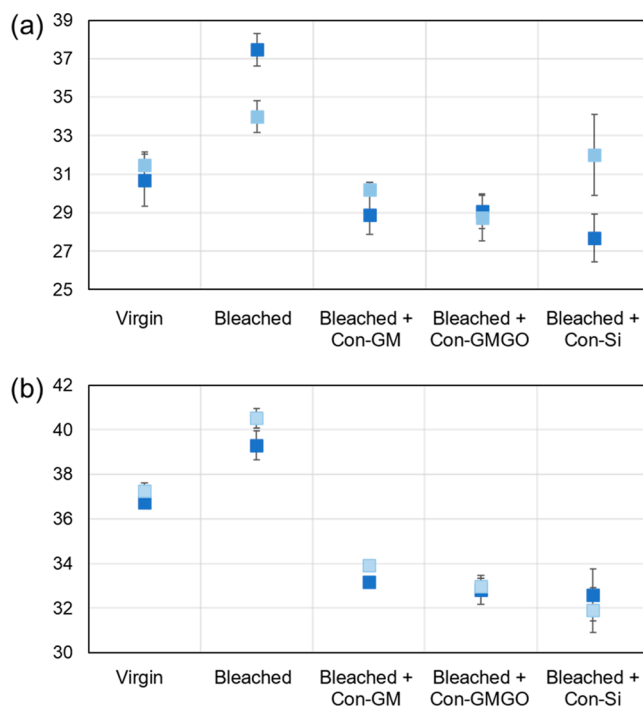 (a)
39
37
35
33
31
29
27
25
Virgin
Bleached
Bleached +
Con-GM
Bleached +
Con-GMGO
Bleached +
Con-Si
(b)
42
40
38
36
34
32
30
Virgin
Bleached
Bleached +
Con-GM
Bleached +
Con-GMGO
Bleached +
Con-Si